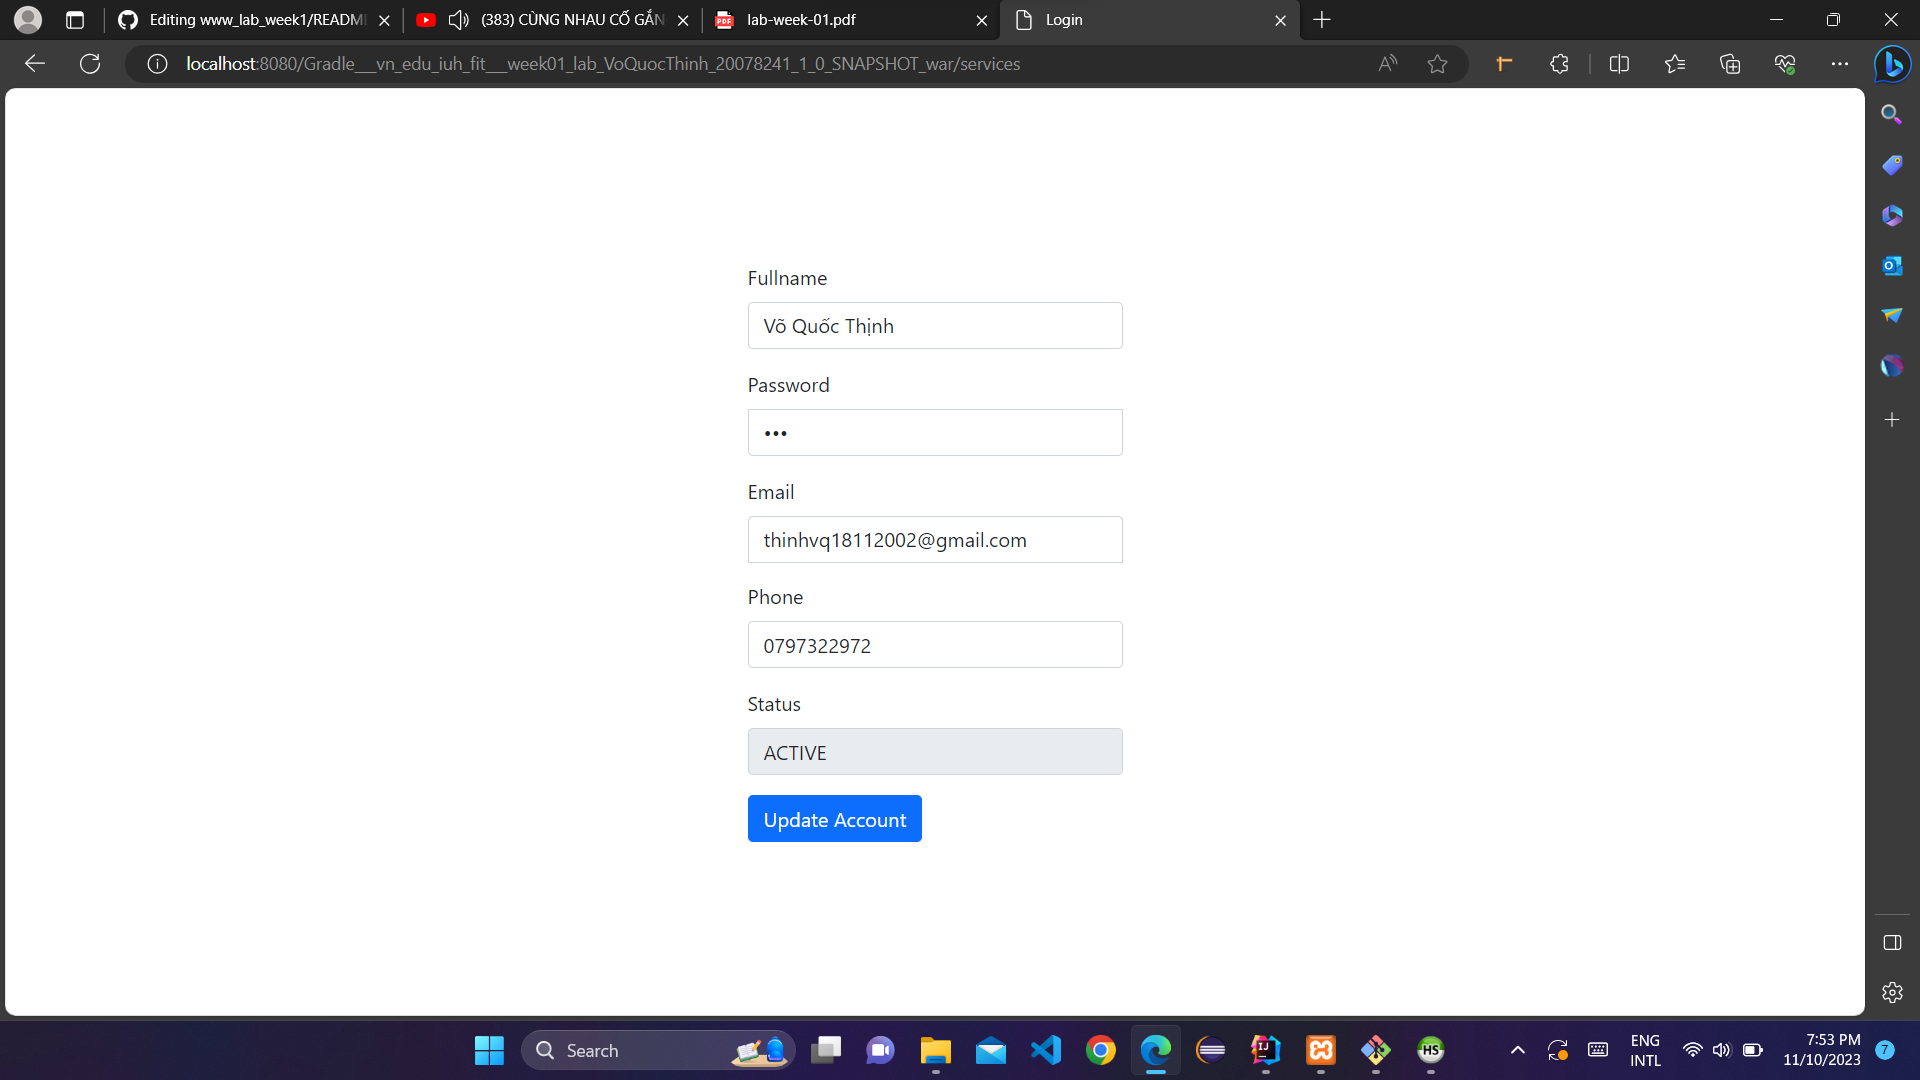 Editing www_lab_week1/README
(383) CÙNG NHAU CỐ GẮN
lab-week-01.pdf
Login
localhost:8080/Gradle___vn_edu_iuh_fit___week01_lab_VoQuocThinh_20078241_1_0_SNAPSHOT_war/services
Fullname
Võ Quốc Thịnh
Password
•••
Email
thinhvq18112002@gmail.com
Phone
0797322972
Status
ACTIVE
Update Account
Search
ENG
INTL
7:53 PM
11/10/2023
7